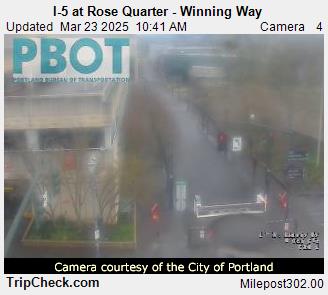 I-5 at Rose Quarter - Winning Way
Updated  Mar 23 2025  10:41 AM  Camera  4
PBOT
PORTLAND BUREAU OF TRANSPORTATION
Camera courtesy of the City of Portland
TripCheck.com  Milepost302.00